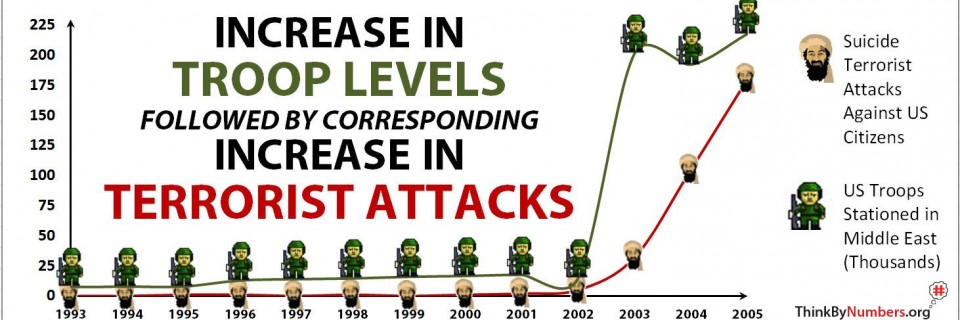 INCREASE IN
TROOP LEVELS
FOLLOWED BY CORRESPONDING
INCREASE IN
TERRORIST ATTACKS
225
200
175
150
125
100
75
50
25
0
1993 1994 1995 1996 1997 1998 1999 2000 2001 2002 2003 2004 2005
Suicide
Terrorist
Attacks
Against US
Citizens
US Troops
Stationed in
Middle East
(Thousands)
#
ThinkByNumbers.org